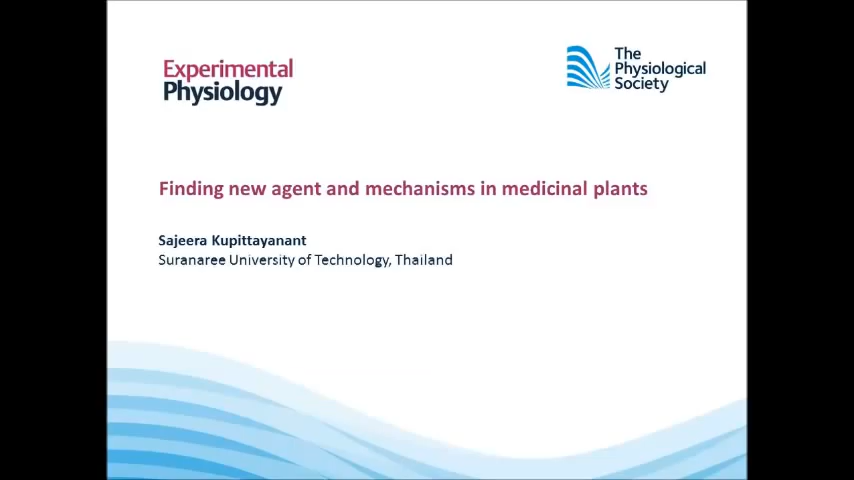 Experimental
Physiology
The
Physiological
Society
Finding new agent and mechanisms in medicinal plants
Sajeera Kupittayanant
Suranaree University of Technology, Thailand